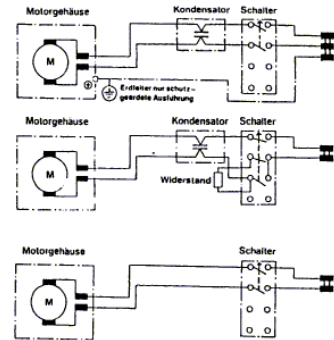 Motorgehäuse Kondensator Schalter
M
Erdleiter nur schutz-
geerdete Ausführung
Motorgehäuse Kondensator Schalter
M
Widerstand
Motorgehäuse Schalter
M